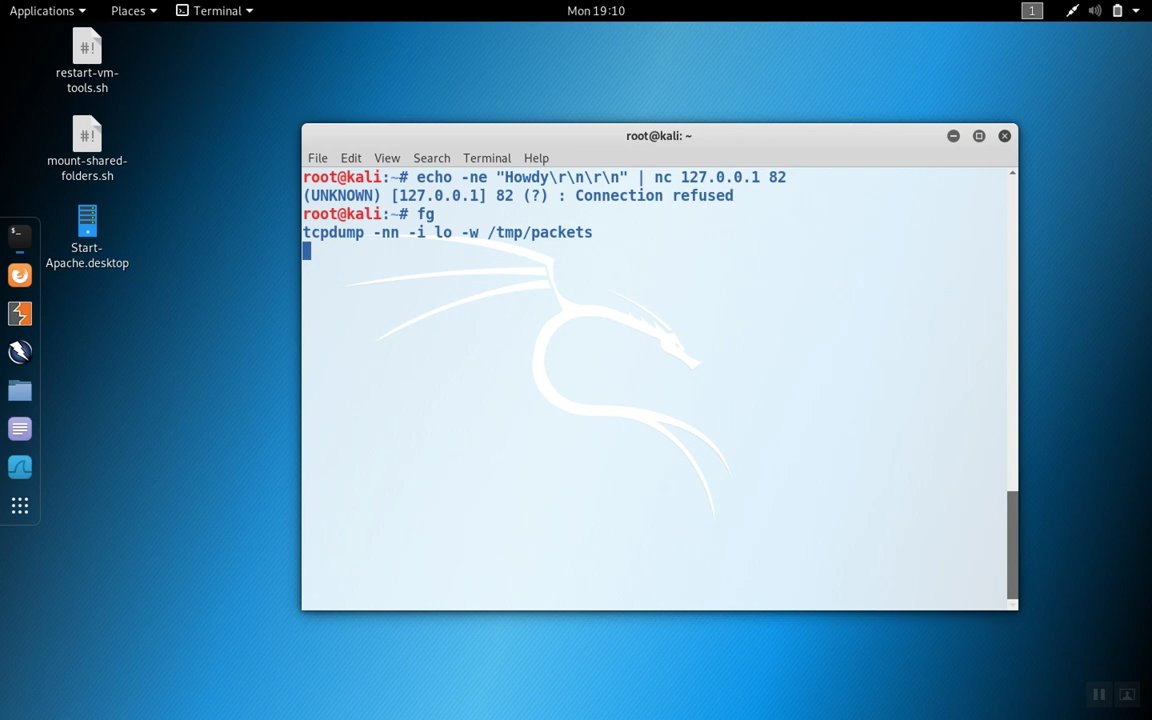 Applications Places Terminal Mon 19:10 1
#!
restart-vm-
tools.sh
#!
mount-shared-
folders.sh
Start-
Apache.desktop
root@kali: ~
File Edit View Search Terminal Help
root@kali:~# echo -ne "Howdy\r\n\r\n" | nc 127.0.0.1 82
(UNKNOWN) [127.0.0.1] 82 (?) : Connection refused
root@kali:~# fg
tcpdump -nn -i lo -w /tmp/packets